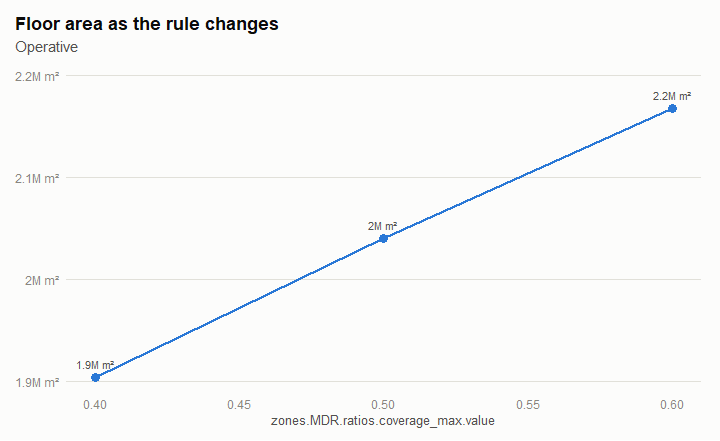 Floor area as the rule changes
Operative
2.2M m²
2.2M m²
2.1M m²
2M m²
2M m²
1.9M m²
1.9M m²
0.40 0.45 0.50 0.55 0.60
zones.MDR.ratios.coverage_max.value